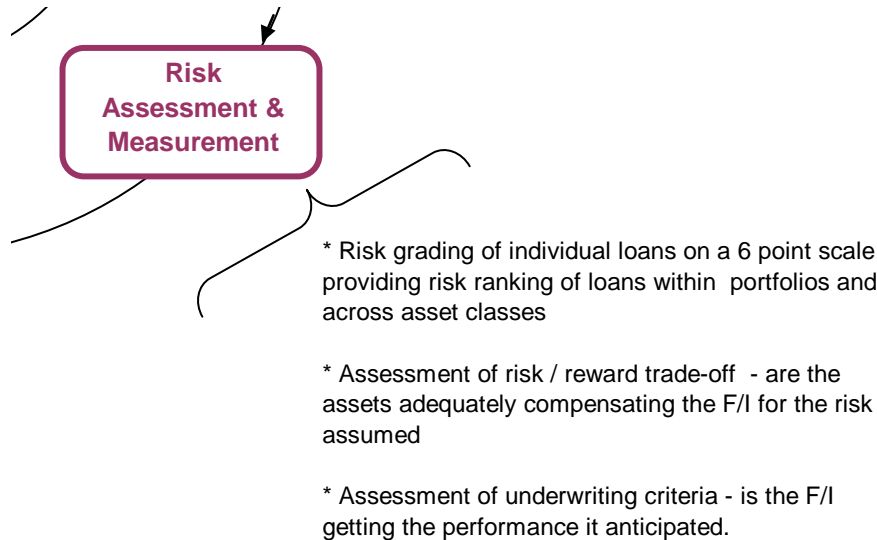 Risk
Assessment &
Measurement
* Risk grading of individual loans on a 6 point scale
providing risk ranking of loans within  portfolios and
across asset classes
* Assessment of risk / reward trade-off  - are the
assets adequately compensating the F/I for the risk
assumed
* Assessment of underwriting criteria - is the F/I
getting the performance it anticipated.